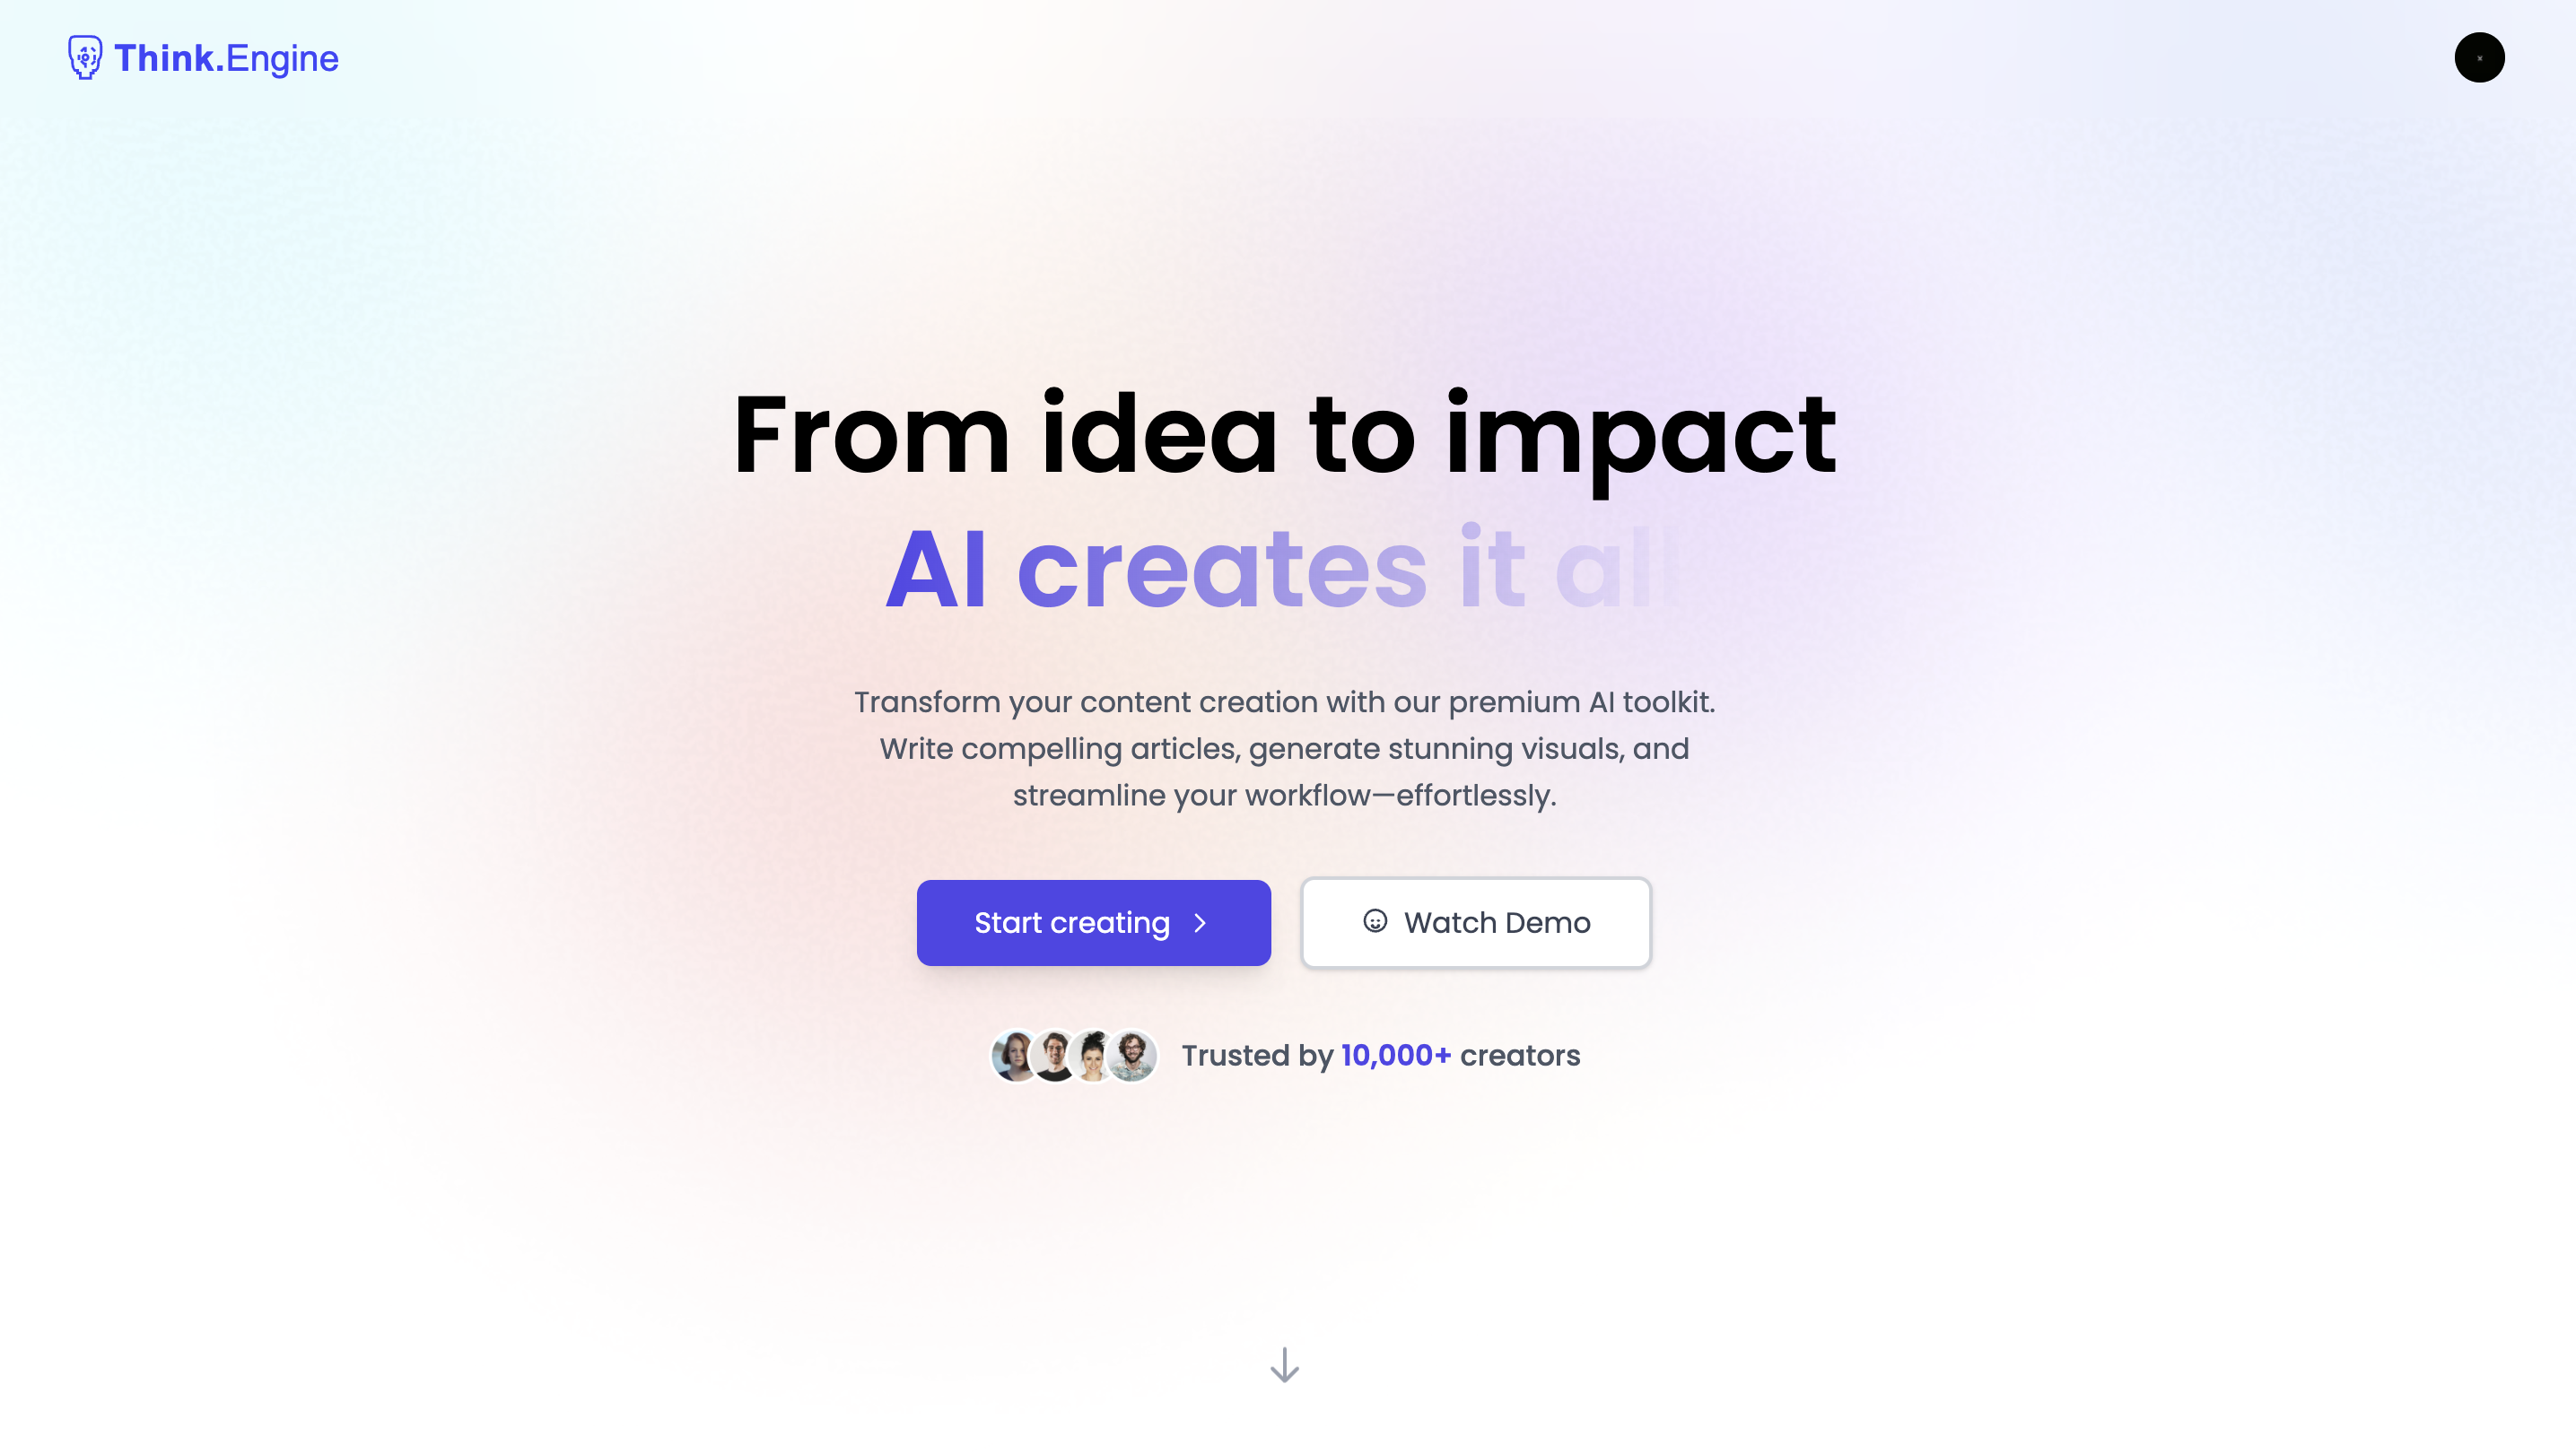 Think.Engine
From idea to impact
AI creates it all
Transform your content creation with our premium AI toolkit.
Write compelling articles, generate stunning visuals, and
streamline your workflow—effortlessly.
Start creating
Watch Demo
Trusted by 10,000+ creators